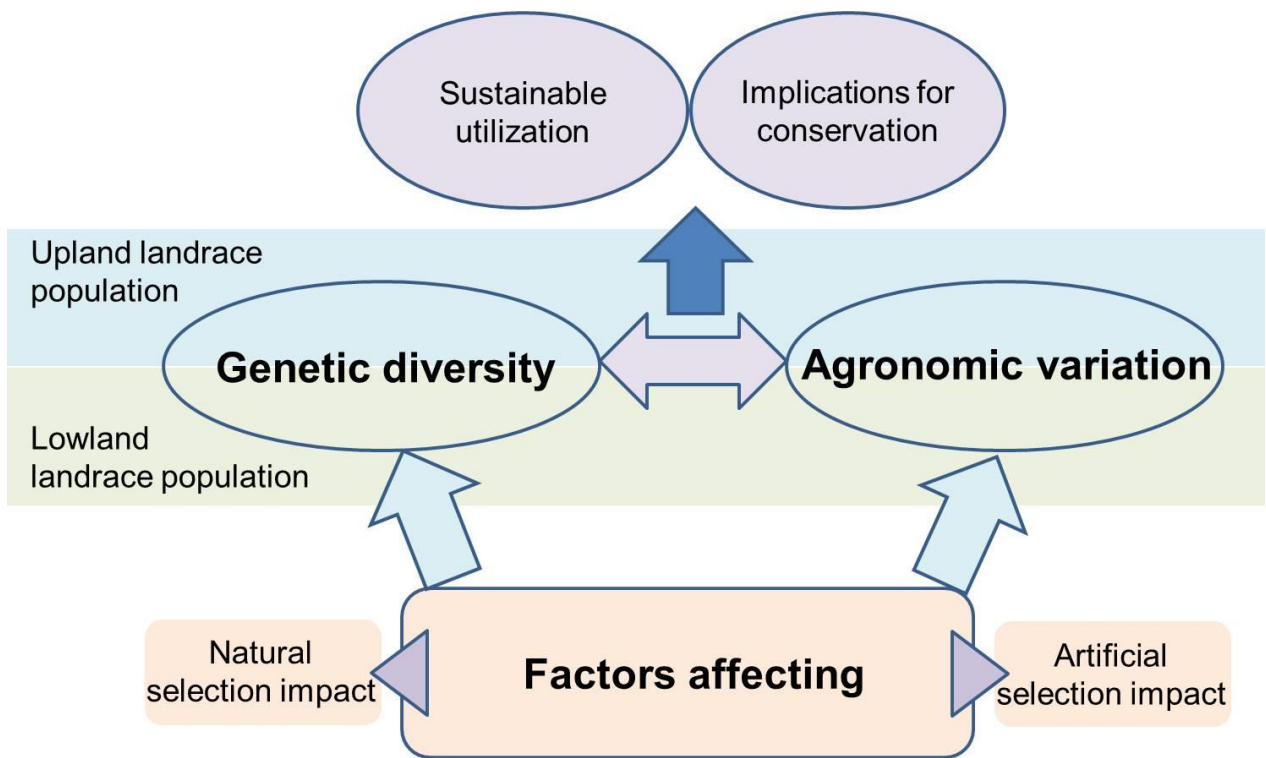 Sustainable
utilization
Implications for
conservation
Upland landrace
population
Genetic diversity
Agronomic variation
Lowland
landrace population
Natural
selection impact
Factors affecting
Artificial
selection impact